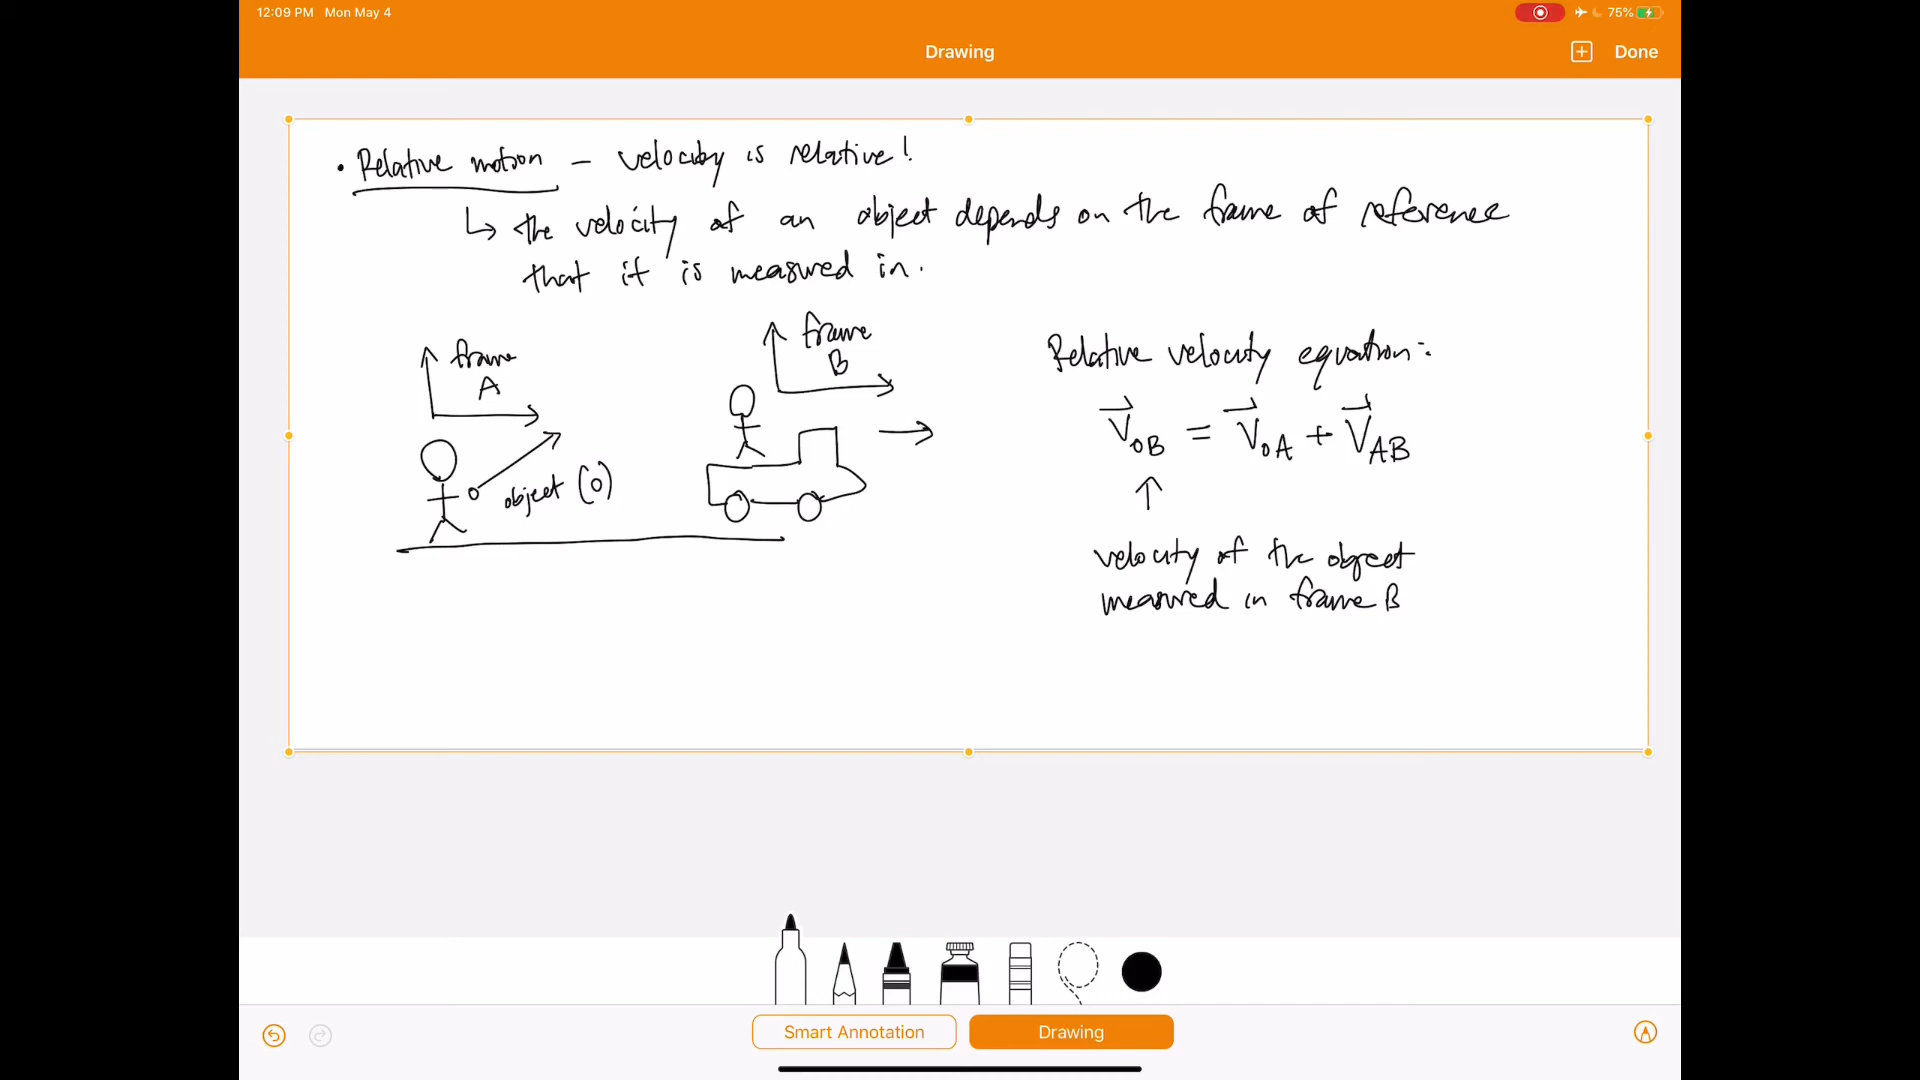 12:09 PM Mon May 4
75%
Drawing
Done
• Relative motion – velocity is relative!
↳ the velocity of an object depends on the frame of reference
that it is measured in.
frame
A
object (o)
frame
B
Relative velocity equation:
V⃗oB = V⃗oA + V⃗AB
↑
velocity of the object
measured in frame B
Smart Annotation
Drawing